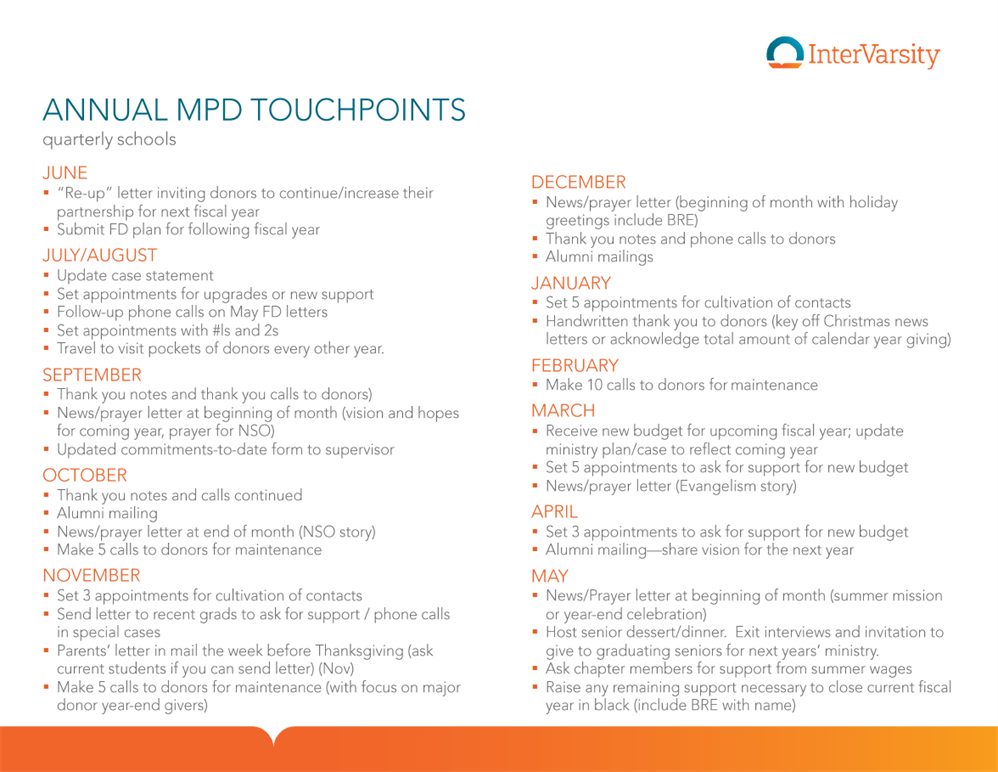 InterVarsity
ANNUAL MPD TOUCHPOINTS
quarterly schools
JUNE
▪ “Re-up” letter inviting donors to continue/increase their
partnership for next fiscal year
▪ Submit FD plan for following fiscal year
JULY/AUGUST
▪ Update case statement
▪ Set appointments for upgrades or new support
▪ Follow-up phone calls on May FD letters
▪ Set appointments with #ls and 2s
▪ Travel to visit pockets of donors every other year.
SEPTEMBER
▪ Thank you notes and thank you calls to donors)
▪ News/prayer letter at beginning of month (vision and hopes
for coming year, prayer for NSO)
▪ Updated commitments-to-date form to supervisor
OCTOBER
▪ Thank you notes and calls continued
▪ Alumni mailing
▪ News/prayer letter at end of month (NSO story)
▪ Make 5 calls to donors for maintenance
NOVEMBER
▪ Set 3 appointments for cultivation of contacts
▪ Send letter to recent grads to ask for support / phone calls
in special cases
▪ Parents’ letter in mail the week before Thanksgiving (ask
current students if you can send letter) (Nov)
▪ Make 5 calls to donors for maintenance (with focus on major
donor year-end givers)
DECEMBER
▪ News/prayer letter (beginning of month with holiday
greetings include BRE)
▪ Thank you notes and phone calls to donors
▪ Alumni mailings
JANUARY
▪ Set 5 appointments for cultivation of contacts
▪ Handwritten thank you to donors (key off Christmas news
letters or acknowledge total amount of calendar year giving)
FEBRUARY
▪ Make 10 calls to donors for maintenance
MARCH
▪ Receive new budget for upcoming fiscal year; update
ministry plan/case to reflect coming year
▪ Set 5 appointments to ask for support for new budget
▪ News/prayer letter (Evangelism story)
APRIL
▪ Set 3 appointments to ask for support for new budget
▪ Alumni mailing—share vision for the next year
MAY
▪ News/Prayer letter at beginning of month (summer mission
or year-end celebration)
▪ Host senior dessert/dinner.  Exit interviews and invitation to
give to graduating seniors for next years’ ministry.
▪ Ask chapter members for support from summer wages
▪ Raise any remaining support necessary to close current fiscal
year in black (include BRE with name)